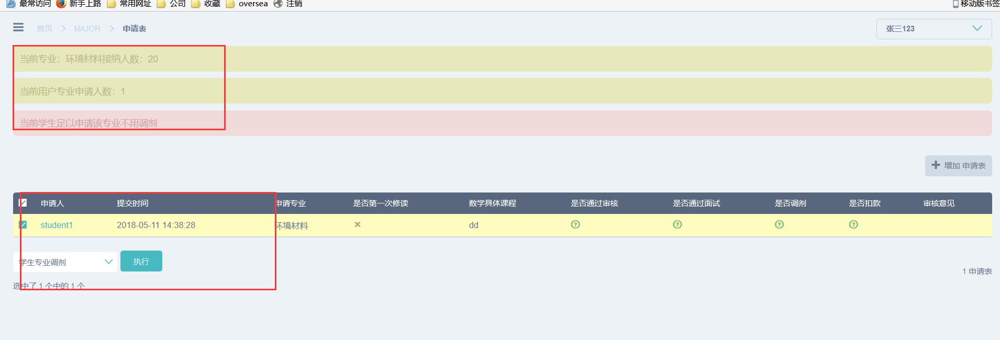 最常访问 新手上路 常用网址 公司 收藏 oversea 注销 移动版书签
首页 > MAJOR > 申请表 张三123
当前专业：环境材料接纳人数：20
当前用户专业申请人数：1
当前学生足以申请该专业不用调剂
增加 申请表
申请人 提交时间 申请专业 是否第一次修读 数学具体课程 是否通过审核 是否通过面试 是否调剂 是否扣款 审核意见
student1 2018-05-11 14:38:28 环境材料 dd
学生专业调剂 执行
1 申请表
选中了 1 个中的 1 个